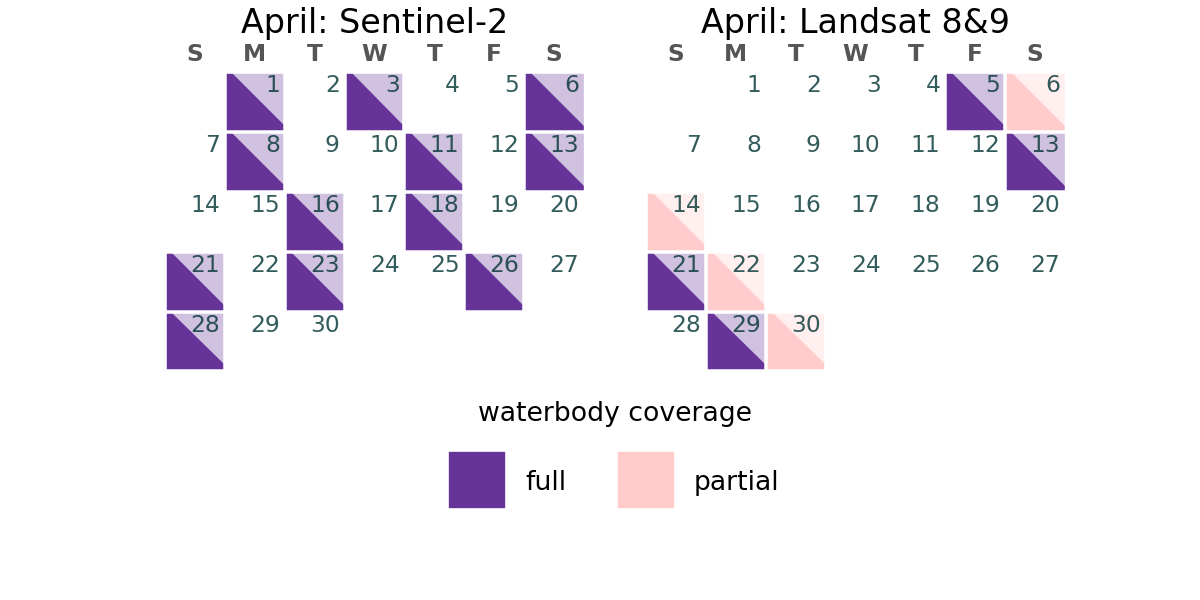 April: Sentinel-2
S M T W T F S
1 2 3 4 5 6
7 8 9 10 11 12 13
14 15 16 17 18 19 20
21 22 23 24 25 26 27
28 29 30
April: Landsat 8&9
S M T W T F S
1 2 3 4 5 6
7 8 9 10 11 12 13
14 15 16 17 18 19 20
21 22 23 24 25 26 27
28 29 30
waterbody coverage
full partial